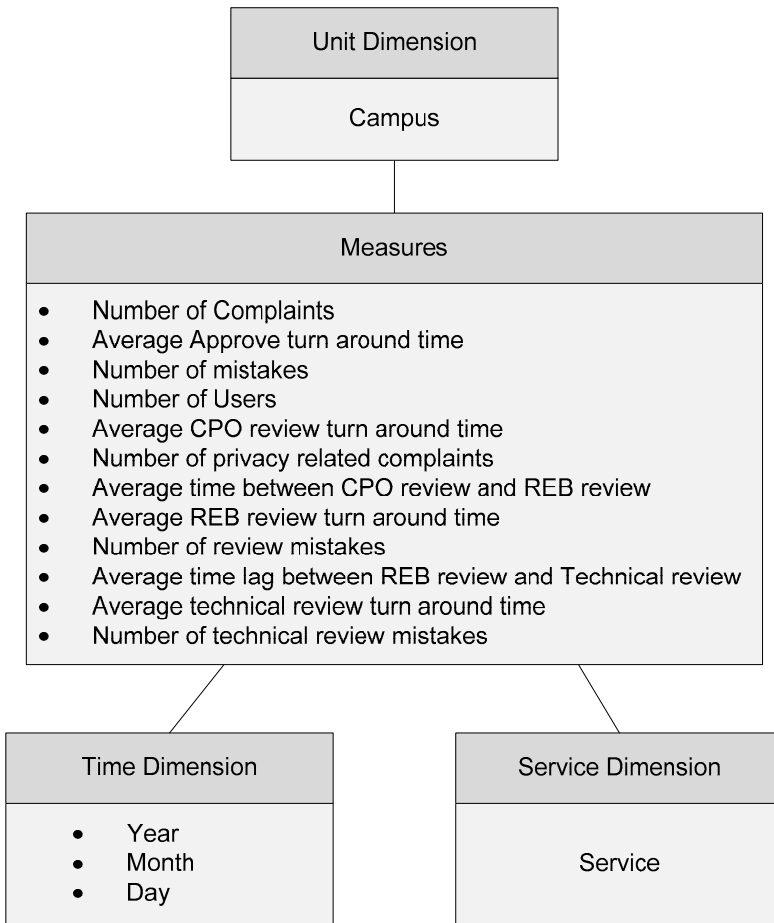 Unit Dimension
Campus
Measures
• Number of Complaints
• Average Approve turn around time
• Number of mistakes
• Number of Users
• Average CPO review turn around time
• Number of privacy related complaints
• Average time between CPO review and REB review
• Average REB review turn around time
• Number of review mistakes
• Average time lag between REB review and Technical review
• Average technical review turn around time
• Number of technical review mistakes
Time Dimension
• Year
• Month
• Day
Service Dimension
Service